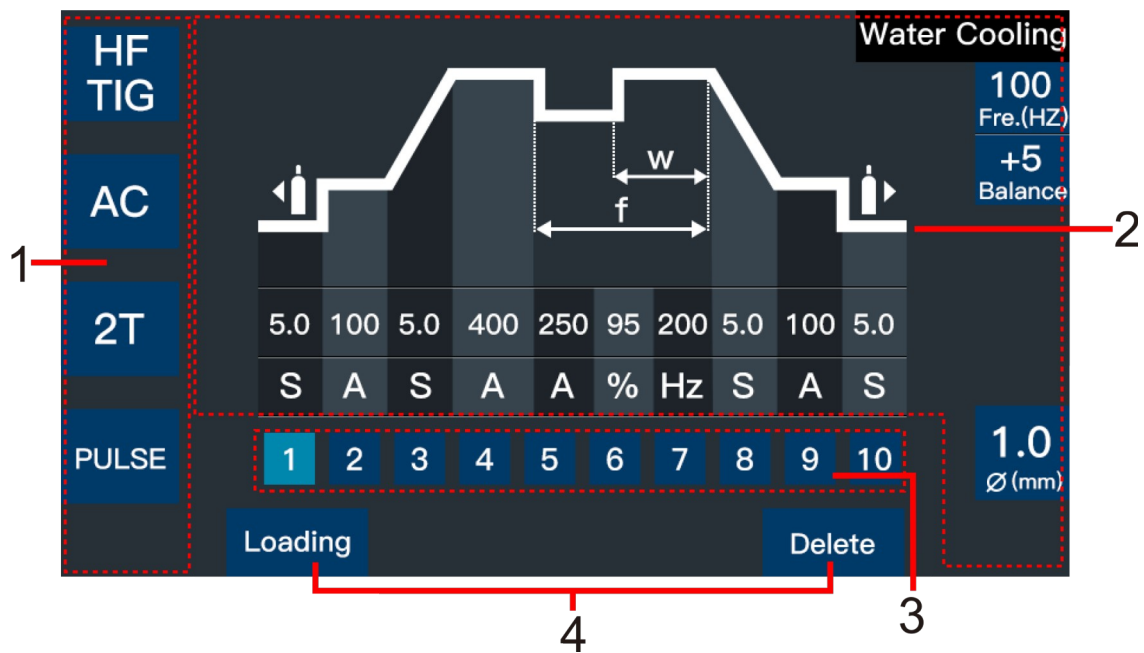 HF
TIG
AC
2T
PULSE
1
Water Cooling
100
Fre.(HZ)
+5
Balance
w
f
2
5.0 100 5.0 400 250 95 200 5.0 100 5.0
S A S A A % Hz S A S
1.0
Ø (mm)
1 2 3 4 5 6 7 8 9 10
Loading
Delete
3
4